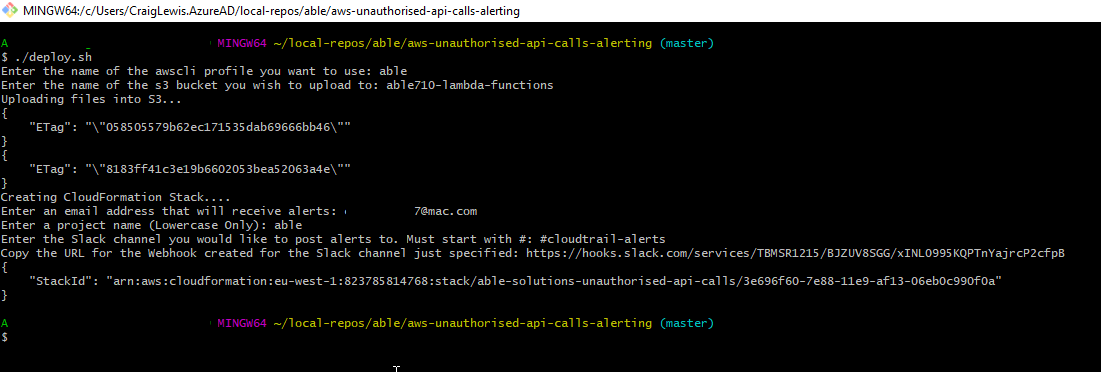 MINGW64:/c/Users/CraigLewis.AzureAD/local-repos/able/aws-unauthorised-api-calls-alerting
A MINGW64 ~/local-repos/able/aws-unauthorised-api-calls-alerting (master)
$ ./deploy.sh
Enter the name of the awscli profile you want to use: able
Enter the name of the s3 bucket you wish to upload to: able710-lambda-functions
Uploading files into S3...
{
    "ETag": "\"058505579b62ec171535dab69666bb46\""
}
{
    "ETag": "\"8183ff41c3e19b6602053bea52063a4e\""
}
Creating CloudFormation Stack....
Enter an email address that will receive alerts: 7@mac.com
Enter a project name (Lowercase Only): able
Enter the Slack channel you would like to post alerts to. Must start with #: #cloudtrail-alerts
Copy the URL for the Webhook created for the Slack channel just specified: https://hooks.slack.com/services/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
{
    "StackId": "arn:aws:cloudformation:eu-west-1:823785814768:stack/able-solutions-unauthorised-api-calls/3e696f60-7e88-11e9-af13-06eb0c990f0a"
}
A MINGW64 ~/local-repos/able/aws-unauthorised-api-calls-alerting (master)
$